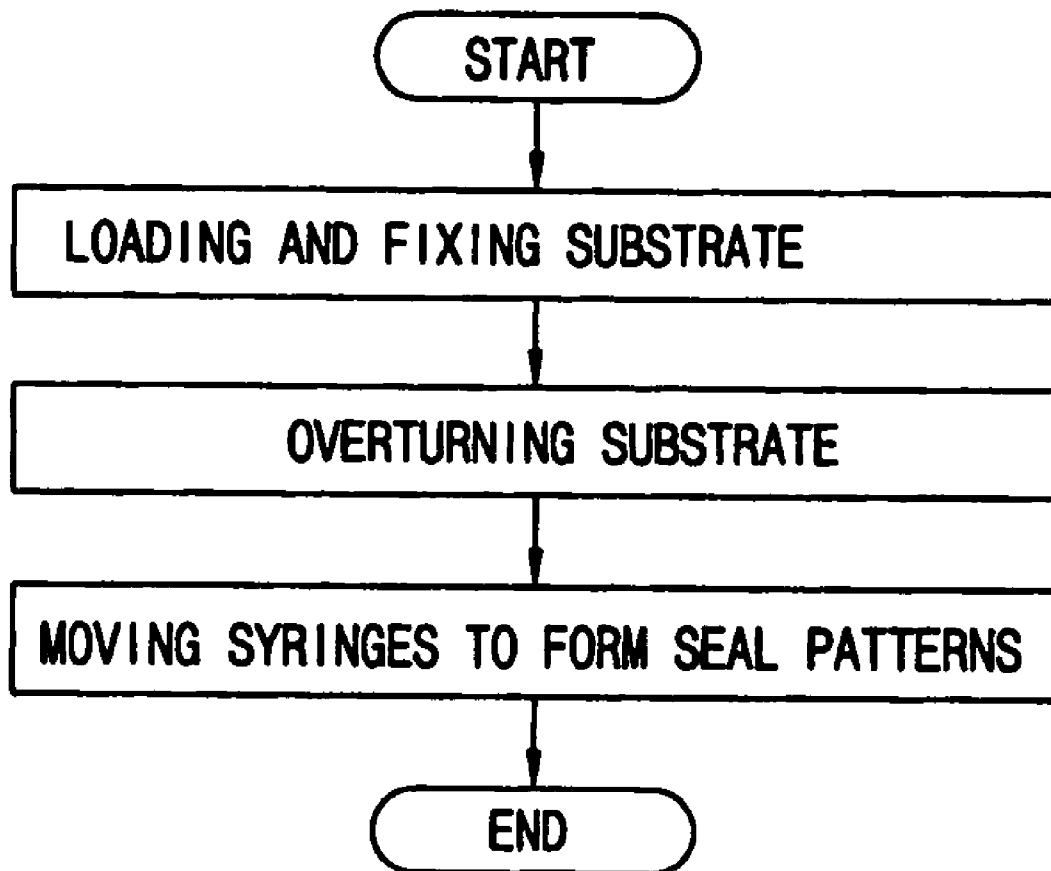 START
LOADING AND FIXING SUBSTRATE
OVERTURNING SUBSTRATE
MOVING SYRINGES TO FORM SEAL PATTERNS
END